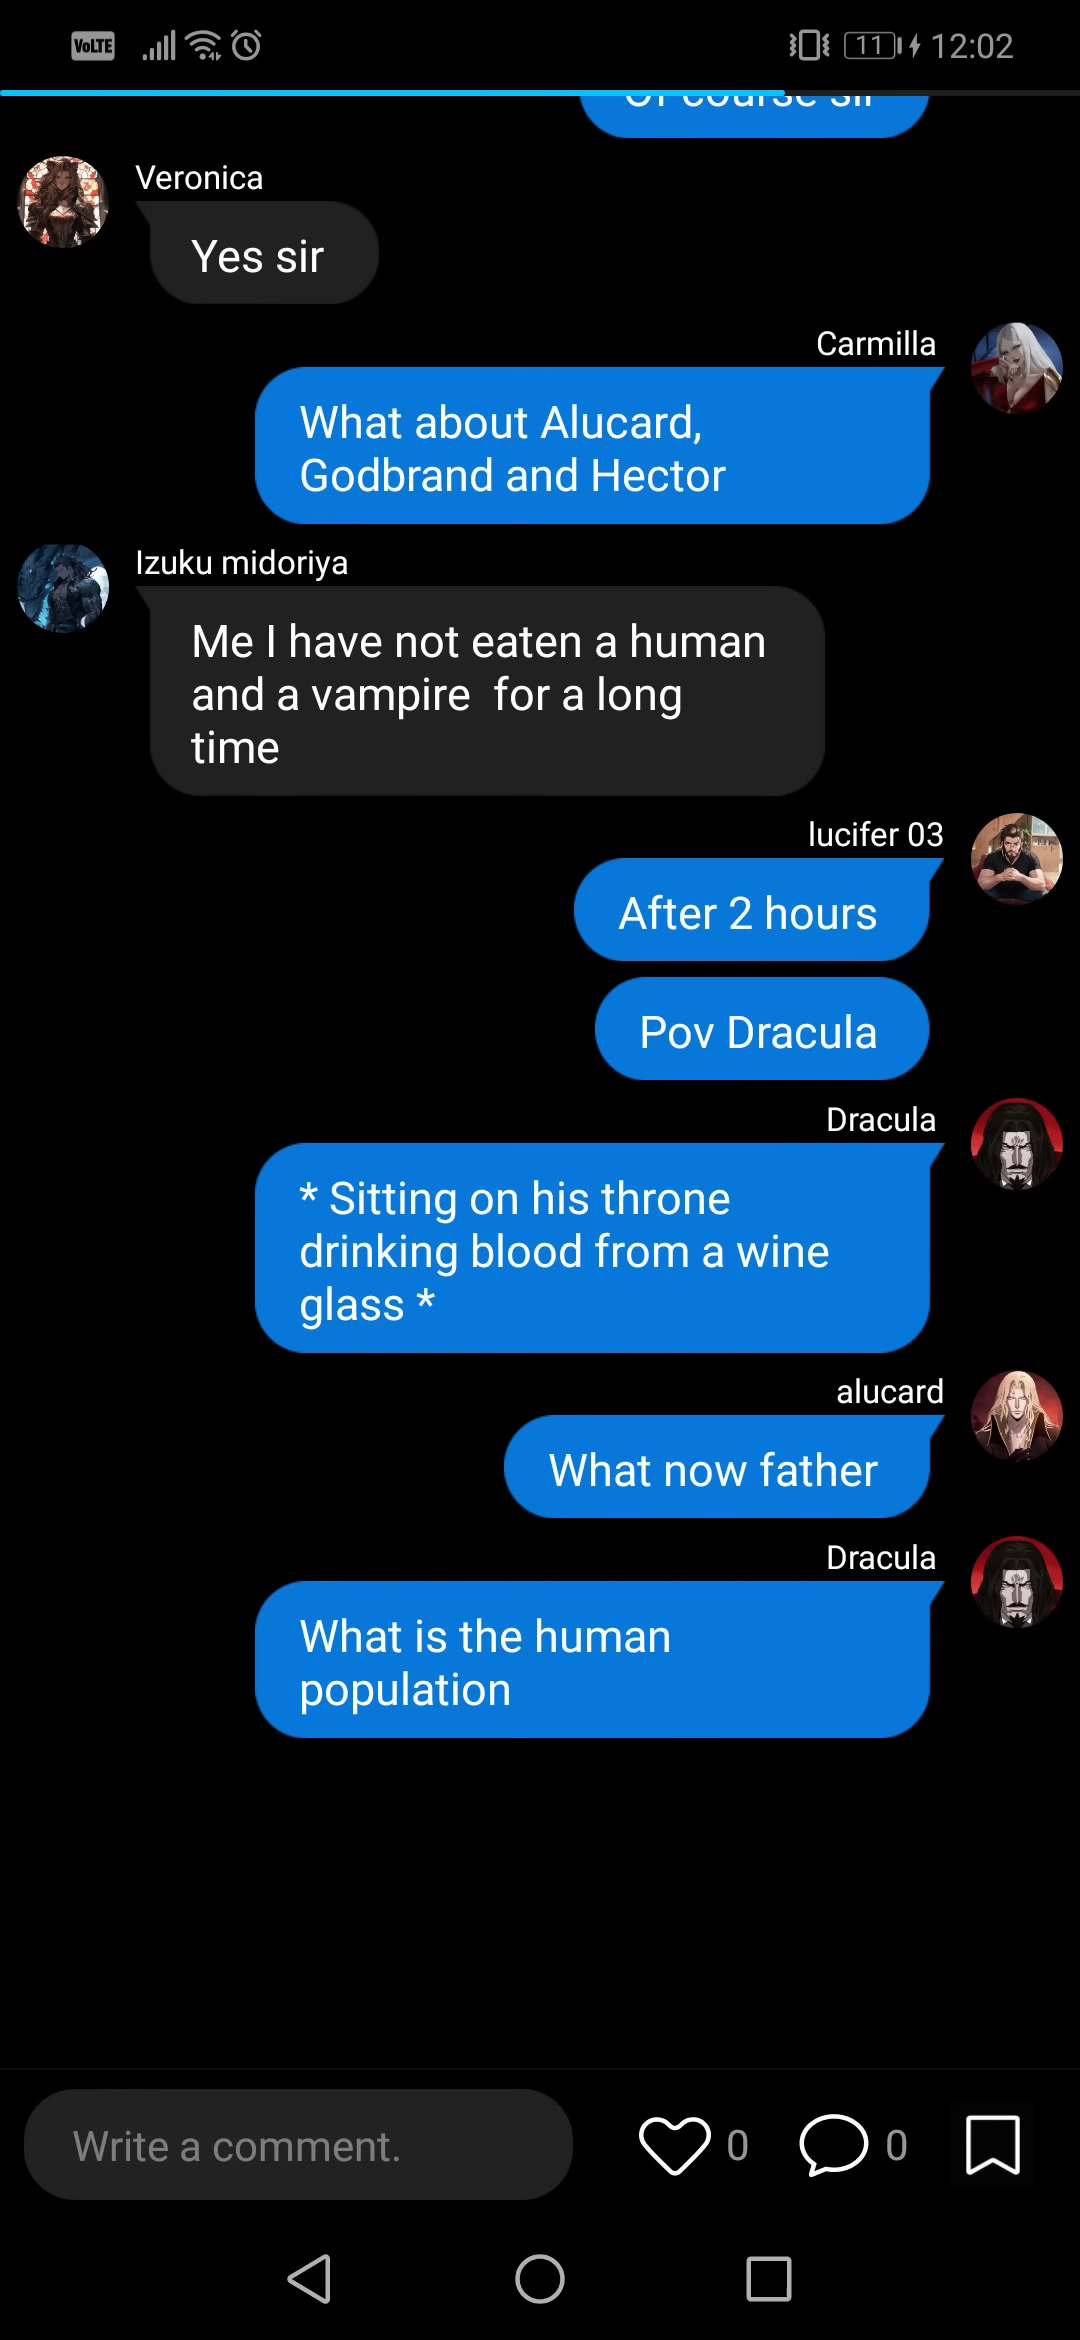 VoLTE 11 12:02
Of course sir
Veronica
Yes sir
Carmilla
What about Alucard,
Godbrand and Hector
Izuku midoriya
Me I have not eaten a human
and a vampire  for a long
time
lucifer 03
After 2 hours
Pov Dracula
Dracula
* Sitting on his throne
drinking blood from a wine
glass *
alucard
What now father
Dracula
What is the human
population
Write a comment. 0 0